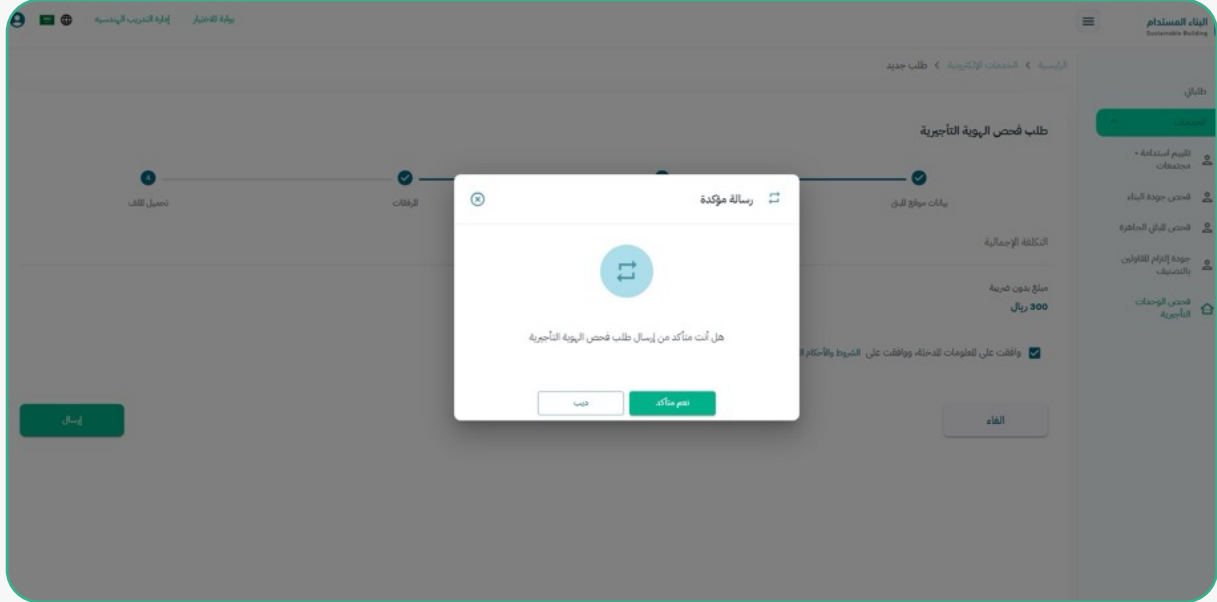 البناء المستدام
Sustainable Building
بوابة الاختبار
إدارة التدريب الهندسية
الرئيسية > الخدمات الإلكترونية > طلب جديد
طلباتي
الخدمات
تقييم استدامة -
مجتمعات
فحص جودة البناء
فحص المباني الجاهزة
جودة إلتزام المقاولين
بالتصنيف
فحص الوحدات
التأجيرية
طلب فحص الهوية التأجيرية
بيانات موقع المبنى
المرفقات
4
تحميل الملف
التكلفة الإجمالية
مبلغ بدون ضريبة
300 ريال
وافقت على المعلومات المدخلة، ووافقت على الشروط والأحكام
الغاء
إرسال
رسالة مؤكدة
هل أنت متأكد من إرسال طلب فحص الهوية التأجيرية
نعم متأكد